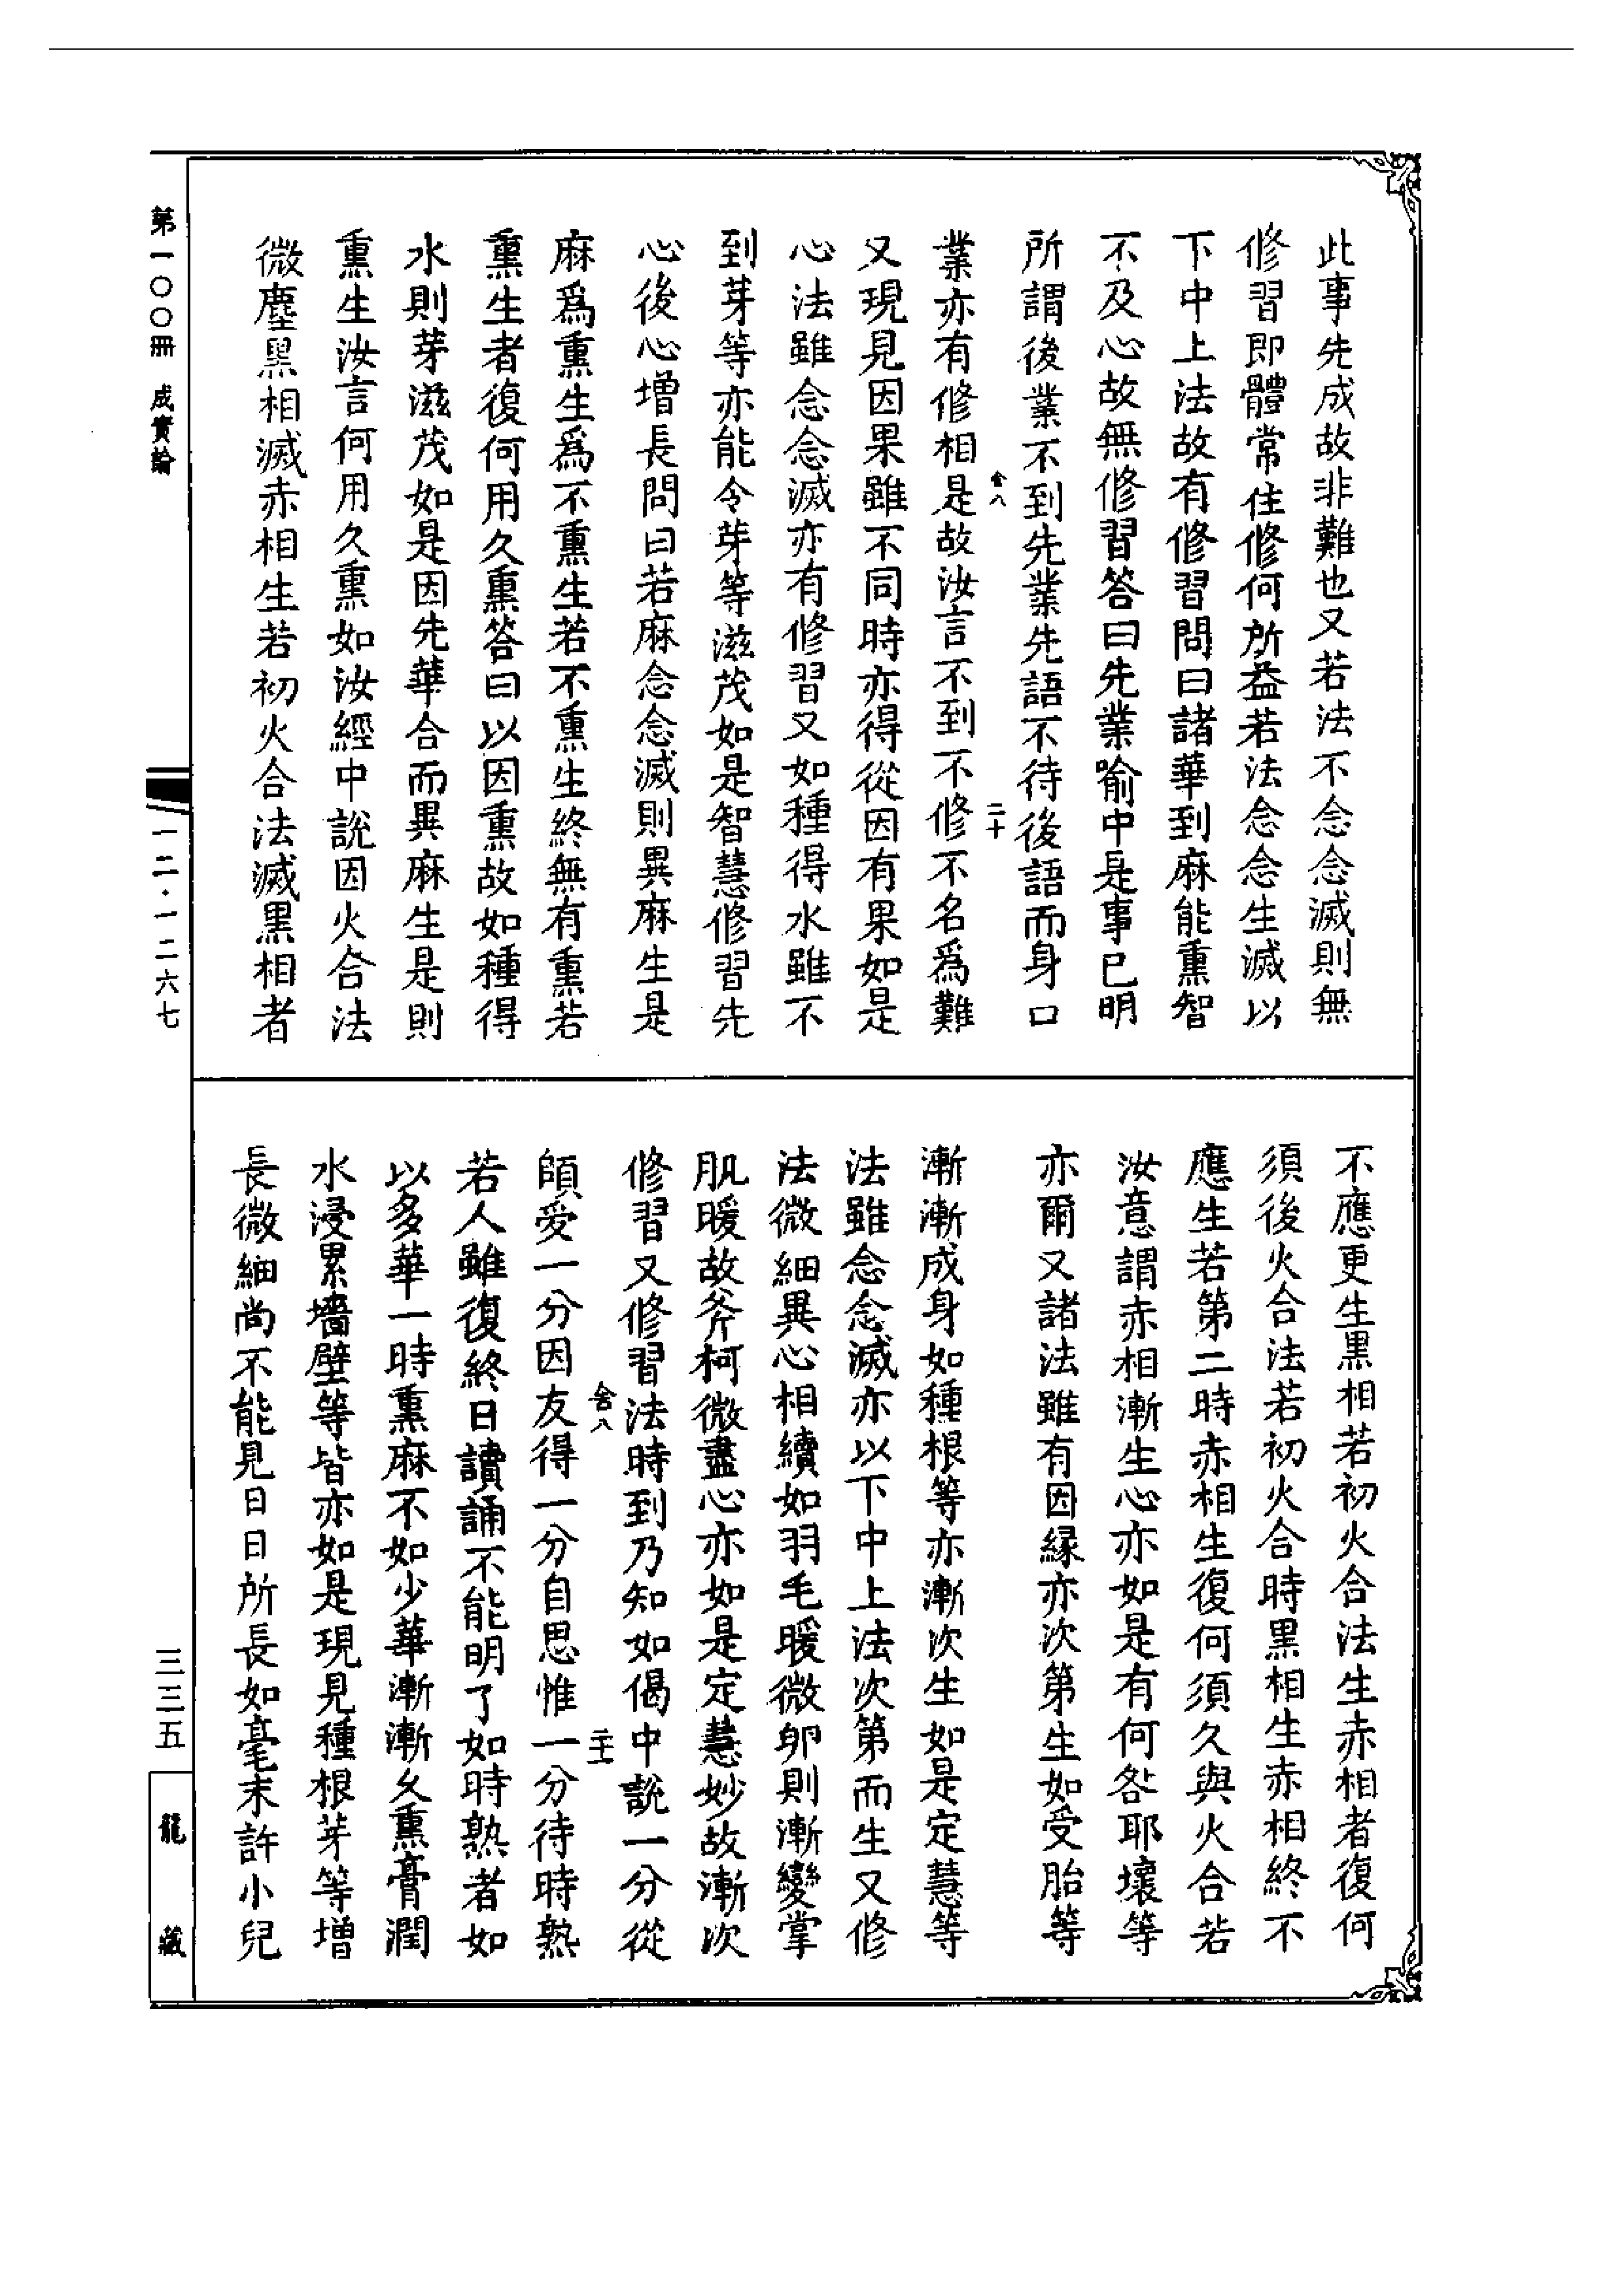 此事先成故非難也又若法不念念滅則無
修習即體常住修何所益若法念念生滅以
下中上法故有修習問曰諸華到麻能熏智
不及心故無修習答曰先業喻中是事已明
所謂後業不到先業先語不待後語而身口
業亦有修相是故汝言不到不修不名爲難
舍八
二十
又現見因果雖不同時亦得從因有果如是
心法雖念念滅亦有修習又如種得水雖不
到芽等亦能令芽等滋茂如是智慧修習先
心後心增長問曰若麻念念滅則異麻生是
麻爲熏生爲不熏生若不熏生終無有熏若
熏生者復何用久熏答曰以因熏故如種得
水則芽滋茂如是因先華合而異麻生是則
熏生汝言何用久熏如汝經中說因火合法
微塵黑相滅赤相生若初火合法滅黑相者
不應更生黑相若初火合法生赤相者復何
須後火合法若初火合時黑相生赤相終不
應生若第二時赤相生復何須久與火合若
汝意謂赤相漸生心亦如是有何咎耶壞等
亦爾又諸法雖有因緣亦次第生如受胎等
漸漸成身如種根等亦漸次生如是定慧等
法雖念念滅亦以下中上法次第而生又修
法微細異心相續如羽毛暖微卵則漸變掌
肌暖故斧柯微盡心亦如是定慧妙故漸次
修習又修習法時到乃知如偈中說一分從
舍八
二十一
師受一分因友得一分自思惟一分待時熟
若人雖復終日讀誦不能明了如時熟者如
以多華一時熏麻不如少華漸漸久熏膏潤
水浸累墻壁等皆亦如是現見種根芽等增
長微細尚不能見日日所長如毫末許小兒
第一〇〇冊 成實論
一二·一二六七
三三五
龍藏